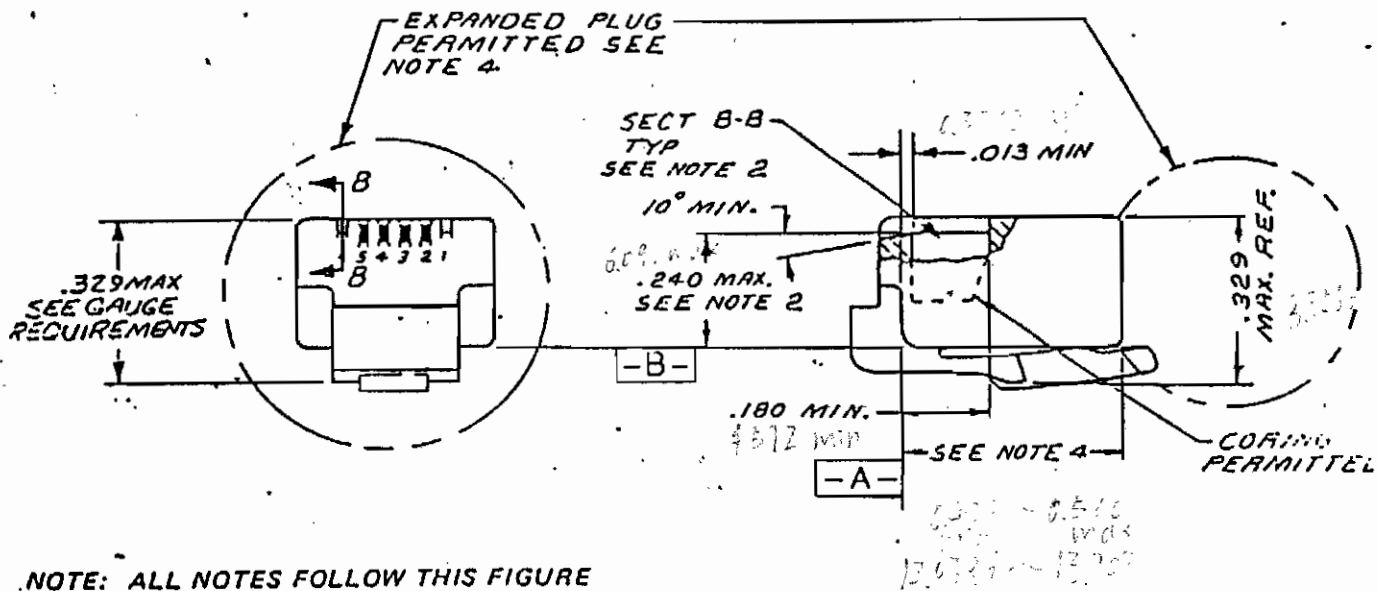 EXPANDED PLUG
PERMITTED SEE
NOTE 4
SECT B-B
TYP
SEE NOTE 2
.013 MIN
10° MIN.
B
5 4 3 2 1
B
.329 MAX
SEE GAUGE
REQUIREMENTS
.240 MAX.
SEE NOTE 2
.329
MAX. REF.
-B-
.180 MIN.
SEE NOTE 4
-A-
CORING
PERMITTED
NOTE: ALL NOTES FOLLOW THIS FIGURE